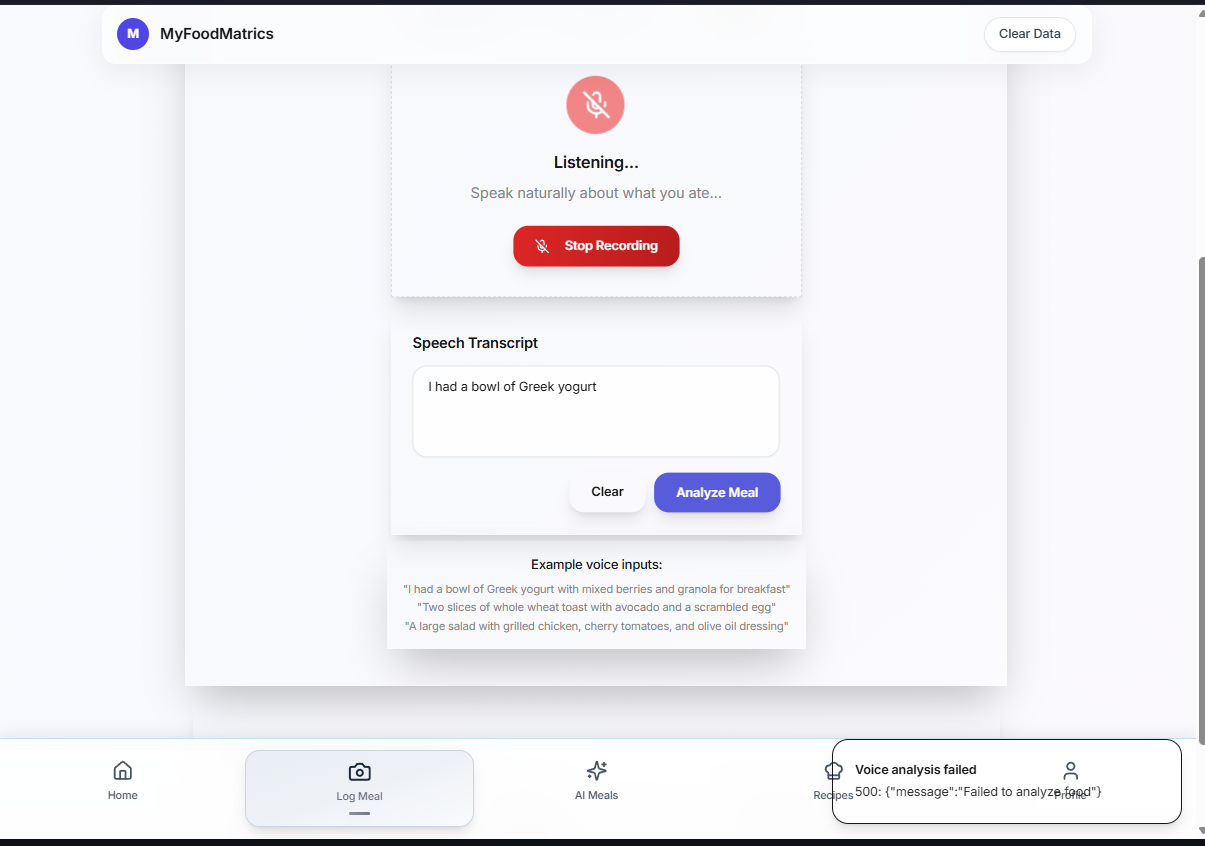 M MyFoodMatrics Clear Data
Listening...
Speak naturally about what you ate...
Stop Recording
Speech Transcript
I had a bowl of Greek yogurt
Clear Analyze Meal
Example voice inputs:
"I had a bowl of Greek yogurt with mixed berries and granola for breakfast"
"Two slices of whole wheat toast with avocado and a scrambled egg"
"A large salad with grilled chicken, cherry tomatoes, and olive oil dressing"
Home
Log Meal
AI Meals
Recipes
Profile
Voice analysis failed
500: {"message":"Failed to analyze food"}